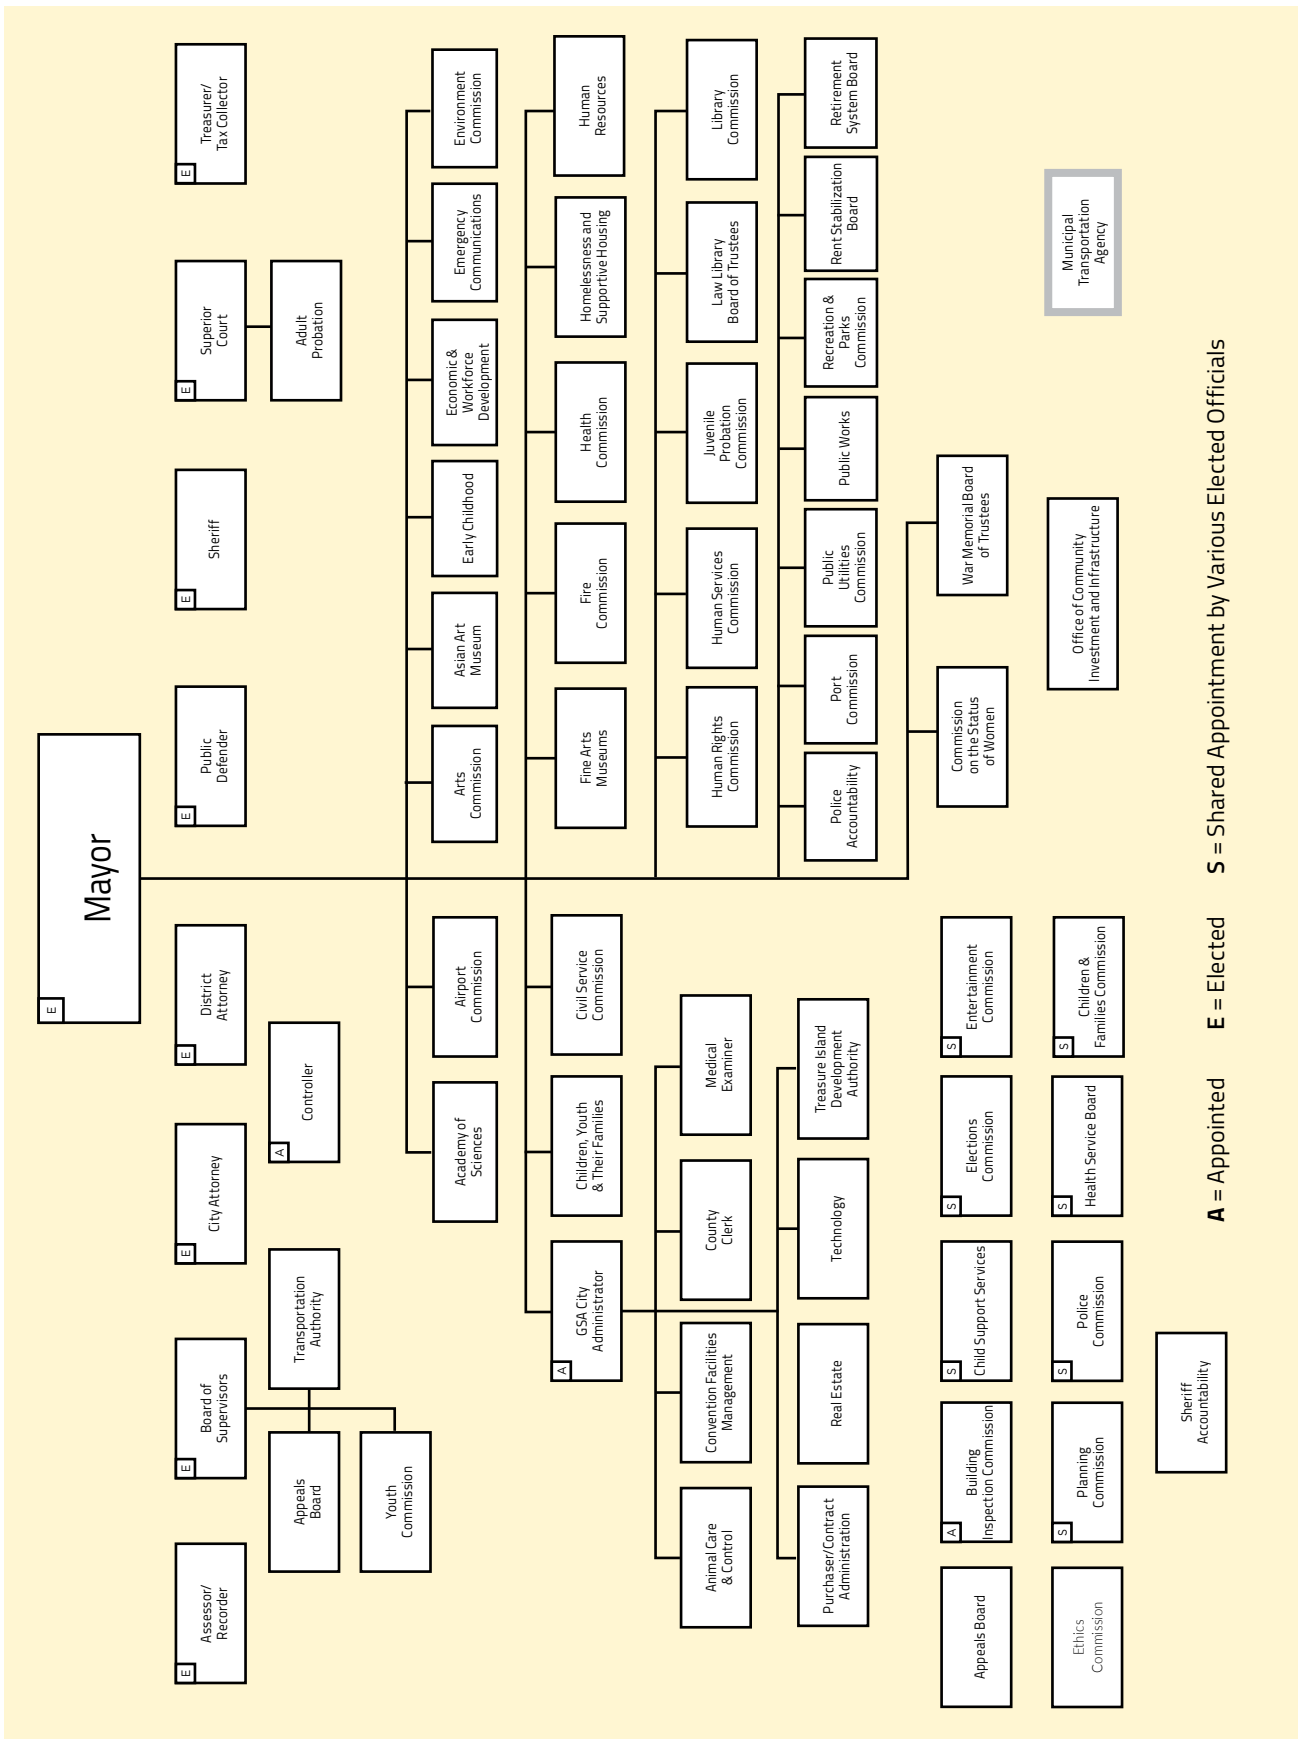 E
Mayor
E
Assessor/
Recorder
E
Board of
Supervisors
E
City Attorney
E
District
Attorney
E
Public
Defender
E
Sheriff
E
Superior
Court
E
Treasurer/
Tax Collector
Appeals
Board
Transportation
Authority
A
Controller
Adult
Probation
Youth
Commission
Academy of
Sciences
Airport
Commission
Arts
Commission
Asian Art
Museum
Early Childhood
Economic &
Workforce
Development
Emergency
Communications
Environment
Commission
A
GSA City
Administrator
Children, Youth
& Their Families
Civil Service
Commission
Fine Arts
Museums
Fire
Commission
Health
Commission
Homelessness and
Supportive Housing
Human
Resources
Animal Care
& Control
Convention Facilities
Management
County
Clerk
Medical
Examiner
Human Rights
Commission
Human Services
Commission
Juvenile
Probation
Commission
Law Library
Board of Trustees
Library
Commission
Purchaser/Contract
Administration
Real Estate
Technology
Treasure Island
Development
Authority
Police
Accountability
Port
Commission
Public
Utilities
Commission
Public Works
Recreation &
Parks
Commission
Rent Stabilization
Board
Retirement
System Board
Appeals Board
A
Building
Inspection Commission
S
Child Support Services
S
Elections
Commission
S
Entertainment
Commission
Commission
on the Status
of Women
War Memorial Board
of Trustees
Ethics
Commission
S
Planning
Commission
S
Police
Commission
S
Health Service Board
S
Children &
Families Commission
Office of Community
Investment and Infrastructure
Municipal
Transportation
Agency
Sheriff
Accountability
A = Appointed E = Elected S = Shared Appointment by Various Elected Officials